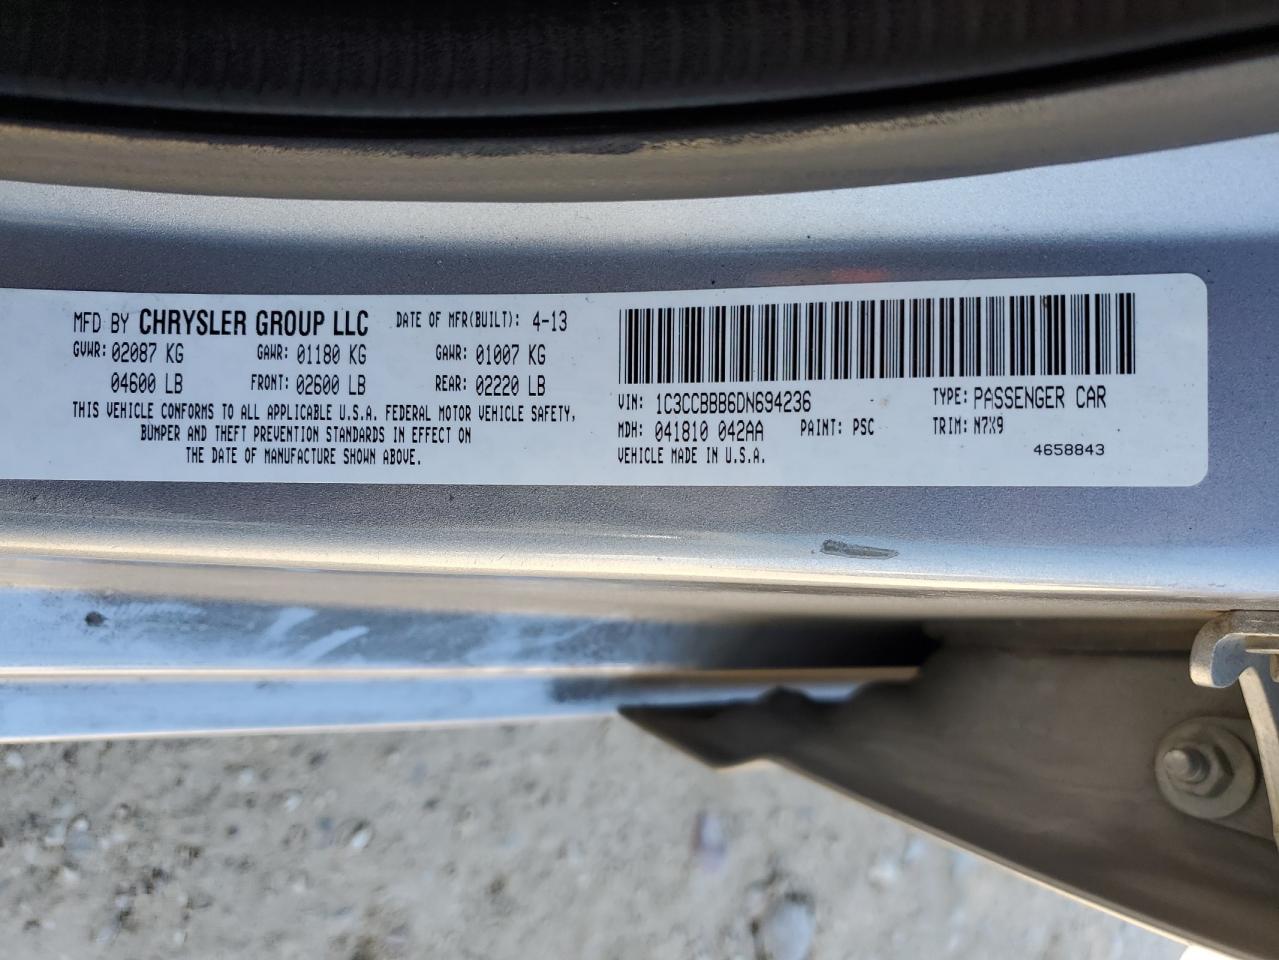 MFD BY CHRYSLER GROUP LLC DATE OF MFR(BUILT): 4-13
GVWR: 02087 KG GAWR: 01180 KG GAWR: 01007 KG
04600 LB FRONT: 02600 LB REAR: 02220 LB
THIS VEHICLE CONFORMS TO ALL APPLICABLE U.S.A. FEDERAL MOTOR VEHICLE SAFETY,
BUMPER AND THEFT PREVENTION STANDARDS IN EFFECT ON
THE DATE OF MANUFACTURE SHOWN ABOVE.
VIN: 1C3CCBBB6DN694236 TYPE: PASSENGER CAR
MDH: 041810 042AA PAINT: PSC TRIM: N7X9
VEHICLE MADE IN U.S.A. 4658843